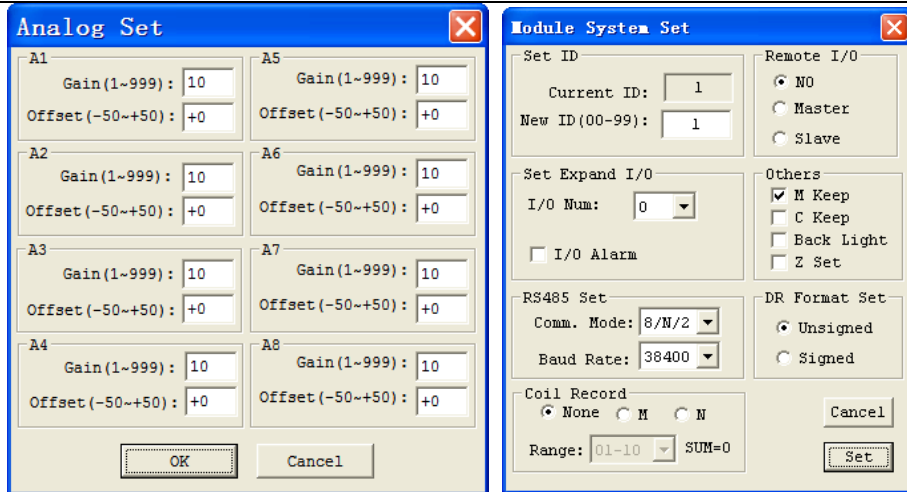 Analog Set
A1
Gain(1~999): 10
Offset(-50~+50): +0
A2
Gain(1~999): 10
Offset(-50~+50): +0
A3
Gain(1~999): 10
Offset(-50~+50): +0
A4
Gain(1~999): 10
Offset(-50~+50): +0
A5
Gain(1~999): 10
Offset(-50~+50): +0
A6
Gain(1~999): 10
Offset(-50~+50): +0
A7
Gain(1~999): 10
Offset(-50~+50): +0
A8
Gain(1~999): 10
Offset(-50~+50): +0
OK Cancel
Module System Set
Set ID
Current ID: 1
New ID(00-99): 1
Remote I/O
NO
Master
Slave
Set Expand I/O
I/O Num: 0
I/O Alarm
Others
M Keep
C Keep
Back Light
Z Set
RS485 Set
Comm. Mode: 8/N/2
Baud Rate: 38400
DR Format Set
Unsigned
Signed
Coil Record
None M N
Range: 01-10 SUM=0
Cancel
Set